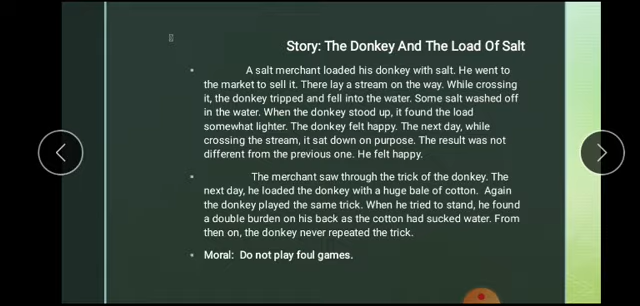 Story: The Donkey And The Load Of Salt
A salt merchant loaded his donkey with salt. He went to
the market to sell it. There lay a stream on the way. While crossing
it, the donkey tripped and fell into the water. Some salt washed off
in the water. When the donkey stood up, it found the load
somewhat lighter. The donkey felt happy. The next day, while
crossing the stream, it sat down on purpose. The result was not
different from the previous one. He felt happy.
The merchant saw through the trick of the donkey. The
next day, he loaded the donkey with a huge bale of cotton. Again
the donkey played the same trick. When he tried to stand, he found
a double burden on his back as the cotton had sucked water. From
then on, the donkey never repeated the trick.
Moral: Do not play foul games.